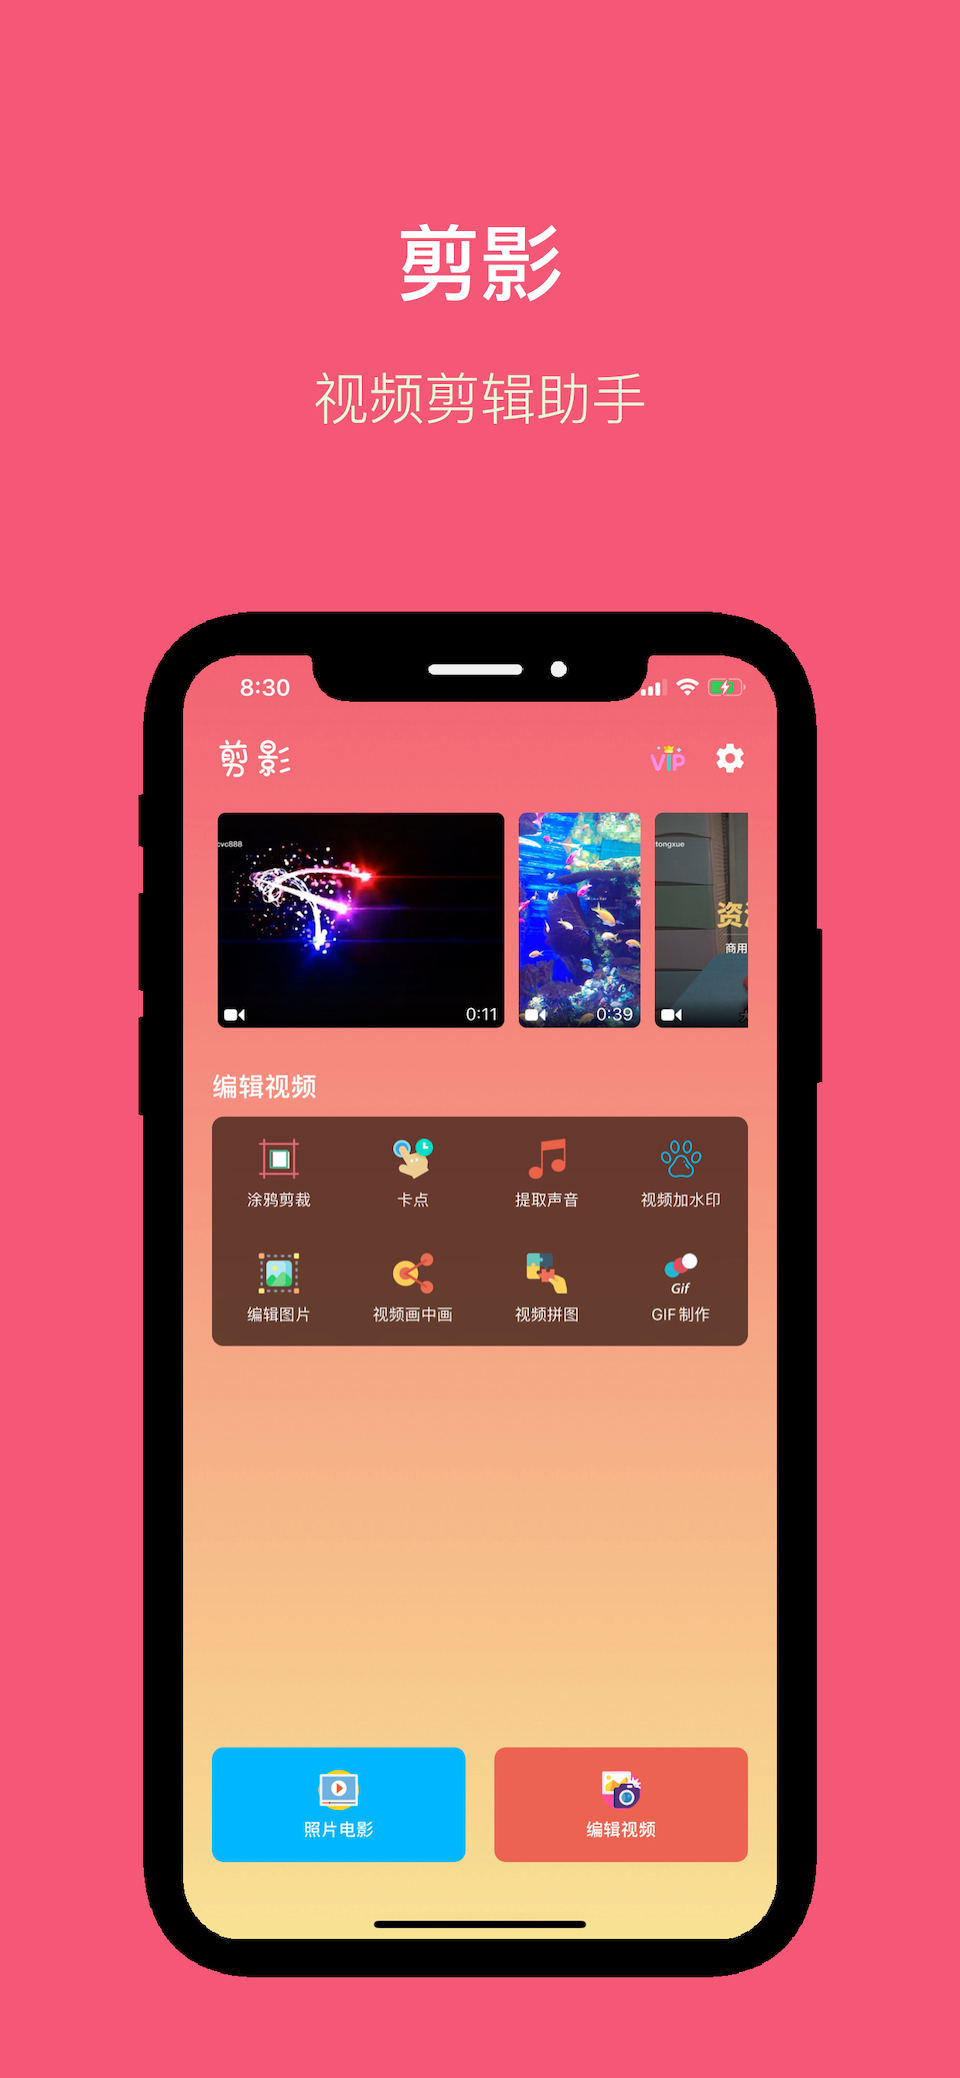 剪影
视频剪辑助手
8:30
剪影
VIP
cvc888
tongxue
商用
0:11
0:39
编辑视频
涂鸦剪裁
卡点
提取声音
视频加水印
Gif
编辑图片
视频画中画
视频拼图
GIF制作
照片电影
编辑视频